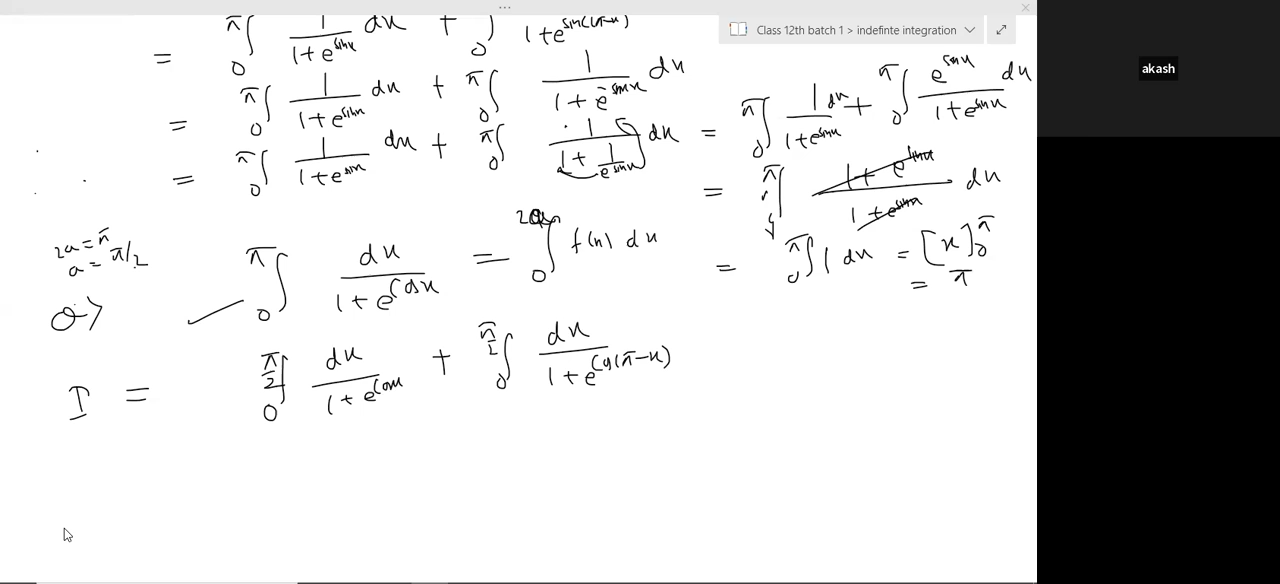 = ∫₀^π 1/(1+e^sinx) dx + ∫₀ 1+e^sin(π-x)
Class 12th batch 1 > indefinte integration
akash
= ∫₀^π 1/(1+e^sinx) dx + ∫₀^π 1/(1+e^-sinx) dx
= ∫₀^π 1/(1+e^sin) dx + ∫₀^π 1/(1+1/e^sinx) dx = ∫₀^π 1/(1+e^sinx) dx + ∫₀^π e^sinx/(1+e^sinx) dx
= ∫^π (1+e^sinx)/(1+e^sinx) dx
2a = π
a = π/2
= ∫₀^π 1 dx = [x]₀^π
= π
Q> ∫₀^π dx/(1+e^cosx) = ∫₀^2a f(x) dx
I = ∫₀^π/2 dx/(1+e^cosx) + ∫₀^π/2 dx/(1+e^cos(π-x))